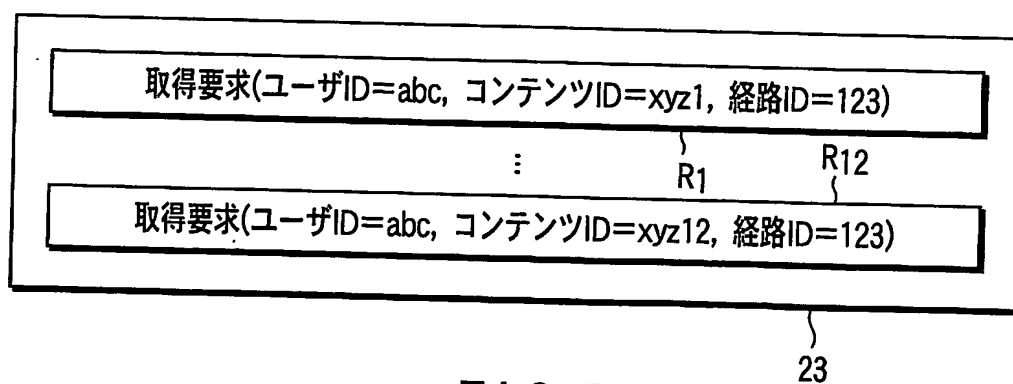 取得要求(ユーザID=abc, コンテンツID=xyz1, 経路ID=123)
⋮
R1
R12
取得要求(ユーザID=abc, コンテンツID=xyz12, 経路ID=123)
23